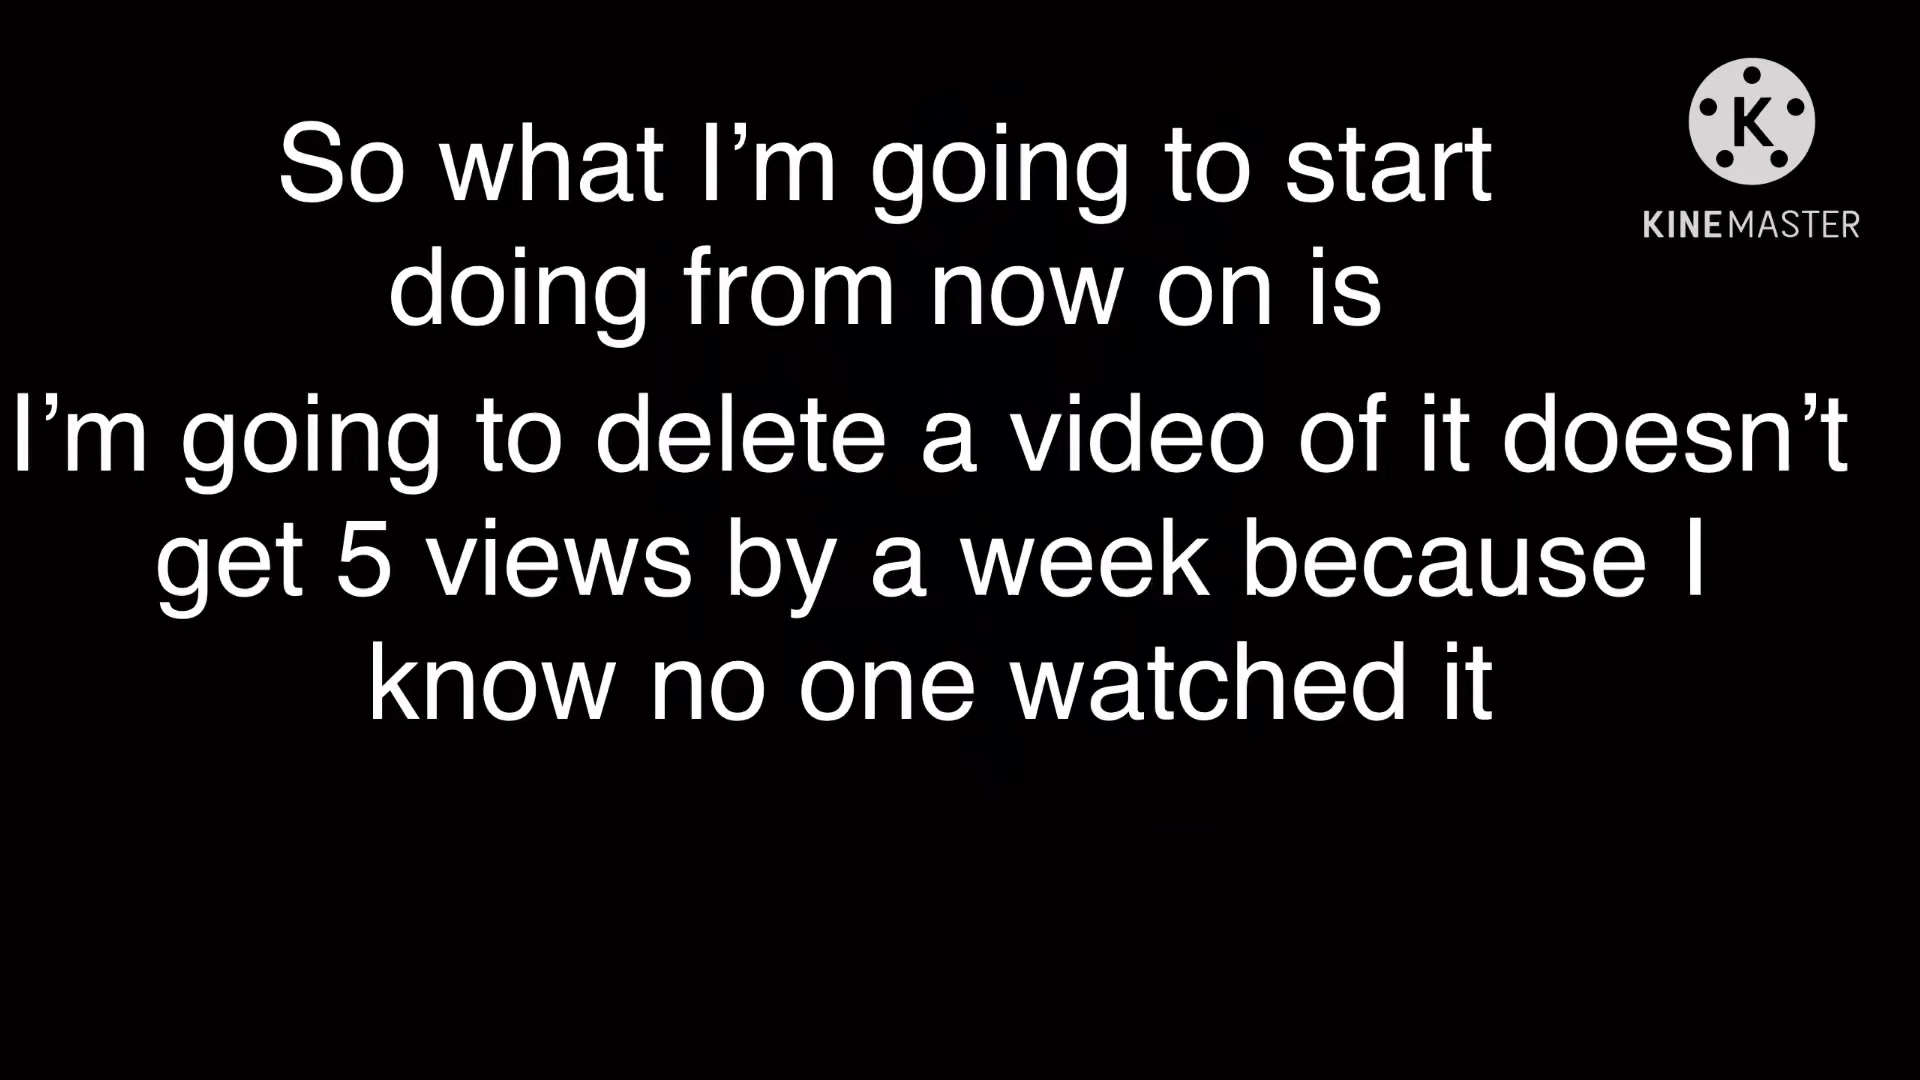 So what I’m going to start
doing from now on is
I’m going to delete a video of it doesn’t
get 5 views by a week because I
know no one watched it
K
KINEMASTER